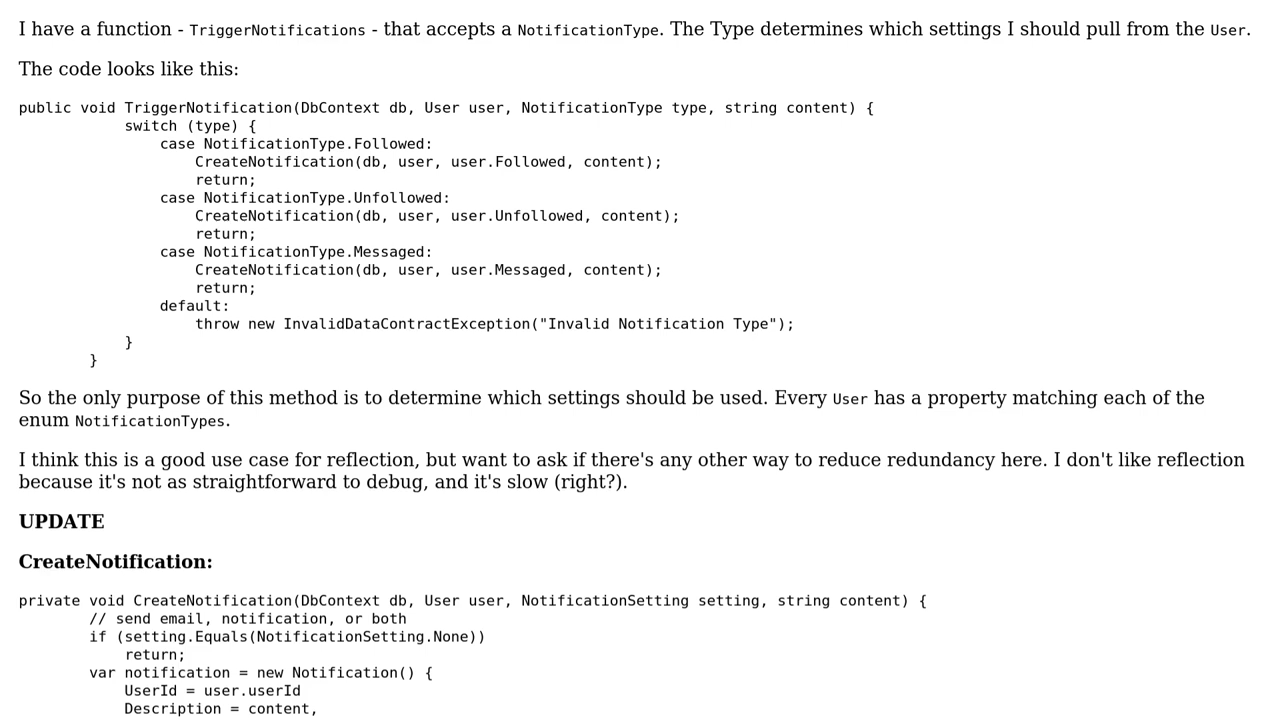 I have a function - TriggerNotifications - that accepts a NotificationType. The Type determines which settings I should pull from the User.
The code looks like this:
public void TriggerNotification(DbContext db, User user, NotificationType type, string content) {
            switch (type) {
                case NotificationType.Followed:
                    CreateNotification(db, user, user.Followed, content);
                    return;
                case NotificationType.Unfollowed:
                    CreateNotification(db, user, user.Unfollowed, content);
                    return;
                case NotificationType.Messaged:
                    CreateNotification(db, user, user.Messaged, content);
                    return;
                default:
                    throw new InvalidDataContractException("Invalid Notification Type");
            }
        }
So the only purpose of this method is to determine which settings should be used. Every User has a property matching each of the
enum NotificationTypes.
I think this is a good use case for reflection, but want to ask if there's any other way to reduce redundancy here. I don't like reflection
because it's not as straightforward to debug, and it's slow (right?).
UPDATE
CreateNotification:
private void CreateNotification(DbContext db, User user, NotificationSetting setting, string content) {
        // send email, notification, or both
        if (setting.Equals(NotificationSetting.None))
            return;
        var notification = new Notification() {
            UserId = user.userId
            Description = content,